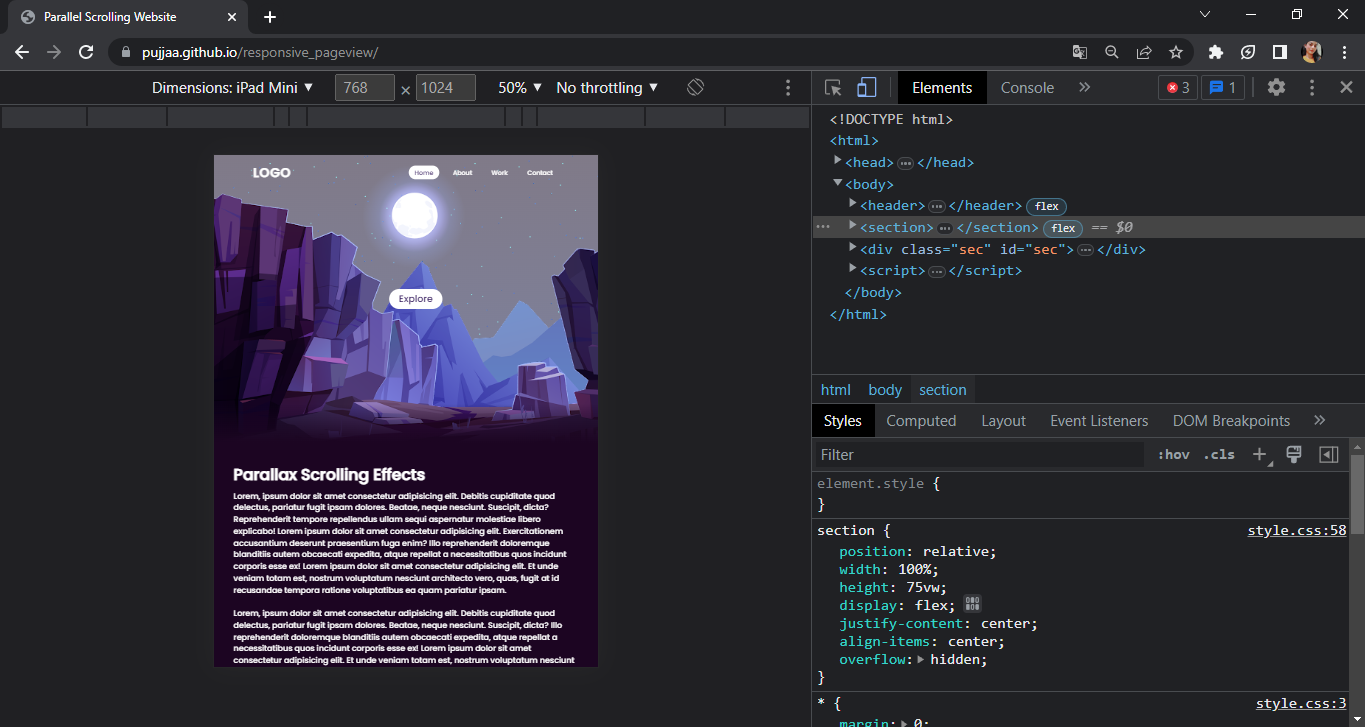 Parallel Scrolling Website
pujjaa.github.io/responsive_pageview/
Dimensions: iPad Mini ▼ 768 × 1024 50% ▼ No throttling ▼
Elements Console » 3 1
LOGO Home About Work Contact
Explore
Parallax Scrolling Effects
Lorem, ipsum dolor sit amet consectetur adipisicing elit. Debitis cupiditate quod
delectus, pariatur fugit ipsam dolores. Beatae, neque nesciunt. Suscipit, dicta?
Reprehenderit tempore repellendus ullam sequi aspernatur molestiae libero
explicabo! Lorem ipsum dolor sit amet consectetur adipisicing elit. Exercitationem
accusantium deserunt praesentium fuga enim? Illo reprehenderit doloremque
blanditiis autem obcaecati expedita, atque repellat a necessitatibus quos incidunt
corporis esse ex! Lorem ipsum dolor sit amet consectetur adipisicing elit. Et unde
veniam totam est, nostrum voluptatum nesciunt architecto vero, quas, fugit at id
recusandae tempora ratione voluptatibus ea quam pariatur ipsam.
Lorem, ipsum dolor sit amet consectetur adipisicing elit. Debitis cupiditate quod
delectus, pariatur fugit ipsam dolores. Beatae, neque nesciunt. Suscipit, dicta? Illo
reprehenderit doloremque blanditiis autem obcaecati expedita, atque repellat a
necessitatibus quos incidunt corporis esse ex! Lorem ipsum dolor sit amet
consectetur adipisicing elit. Et unde veniam totam est, nostrum voluptatum nesciunt
<!DOCTYPE html>
<html>
<head>…</head>
<body>
<header>…</header> flex
<section>…</section> flex == $0
<div class="sec" id="sec">…</div>
<script>…</script>
</body>
</html>
html body section
Styles Computed Layout Event Listeners DOM Breakpoints »
Filter :hov .cls
element.style {
}
section { style.css:58
position: relative;
width: 100%;
height: 75vw;
display: flex;
justify-content: center;
align-items: center;
overflow: hidden;
}
* { style.css:3
margin: 0;